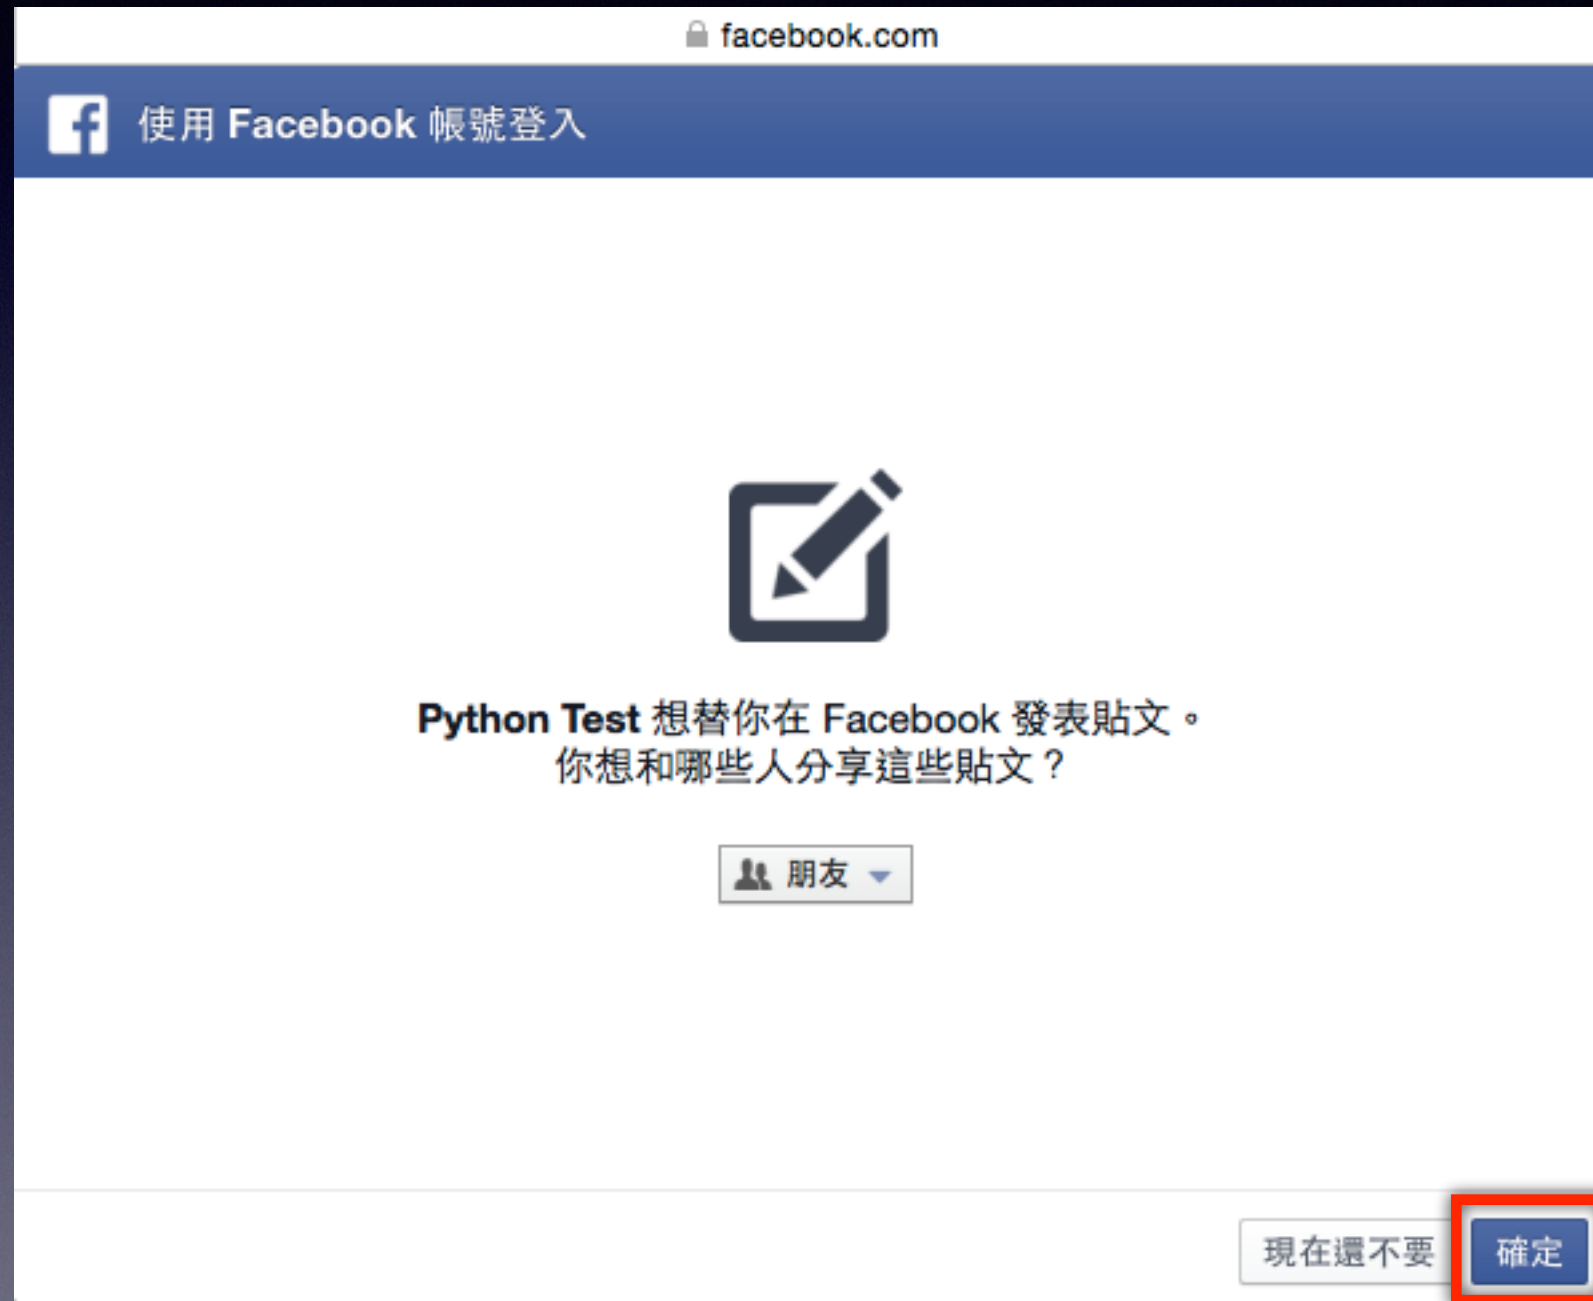 facebook.com
使用 Facebook 帳號登入
Python Test 想替你在 Facebook 發表貼文。
你想和哪些人分享這些貼文？
朋友
現在還不要
確定